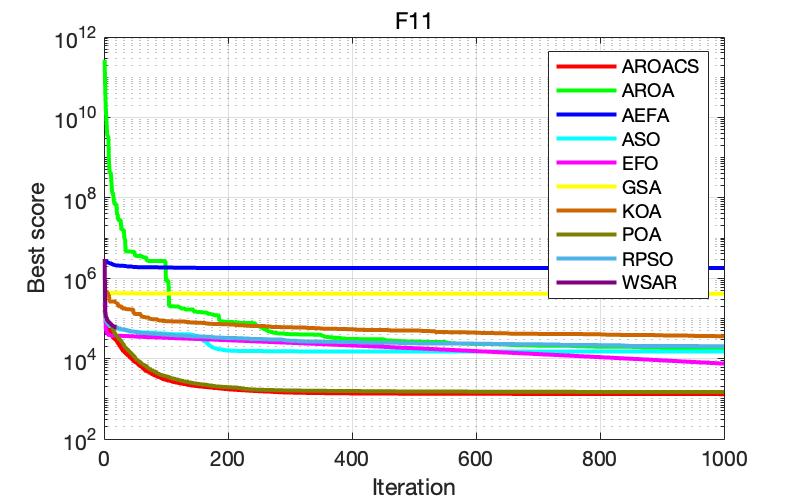 F11
10^12
10^10
10^8
10^6
10^4
10^2
Best score
0 200 400 600 800 1000
Iteration
AROACS
AROA
AEFA
ASO
EFO
GSA
KOA
POA
RPSO
WSAR